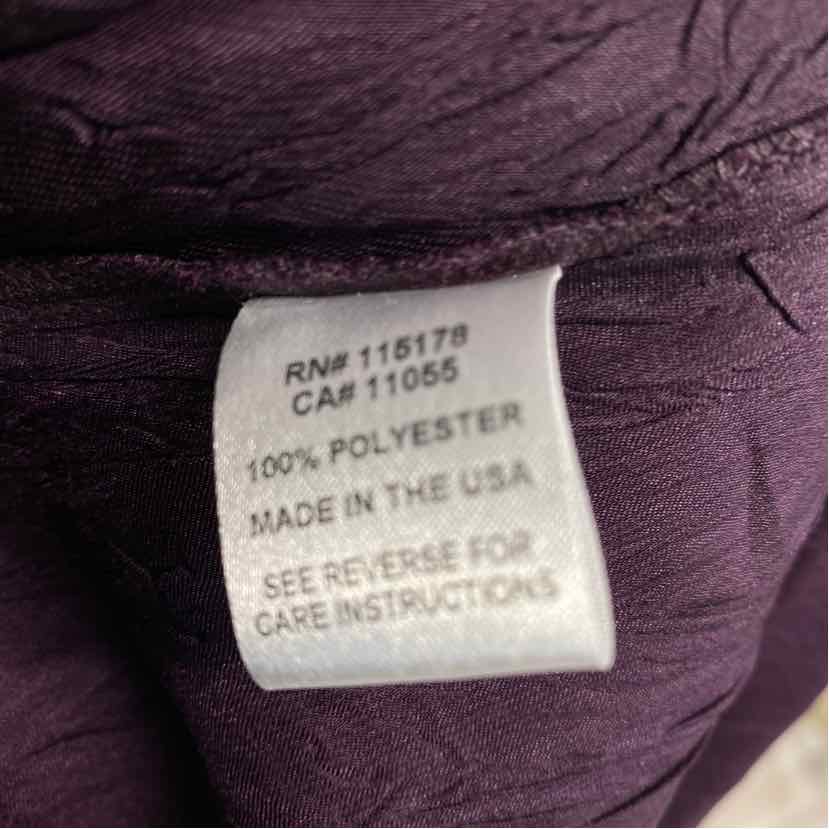 RN# 115178
CA# 11055
100% POLYESTER
MADE IN THE USA
SEE REVERSE FOR
CARE INSTRUCTIONS